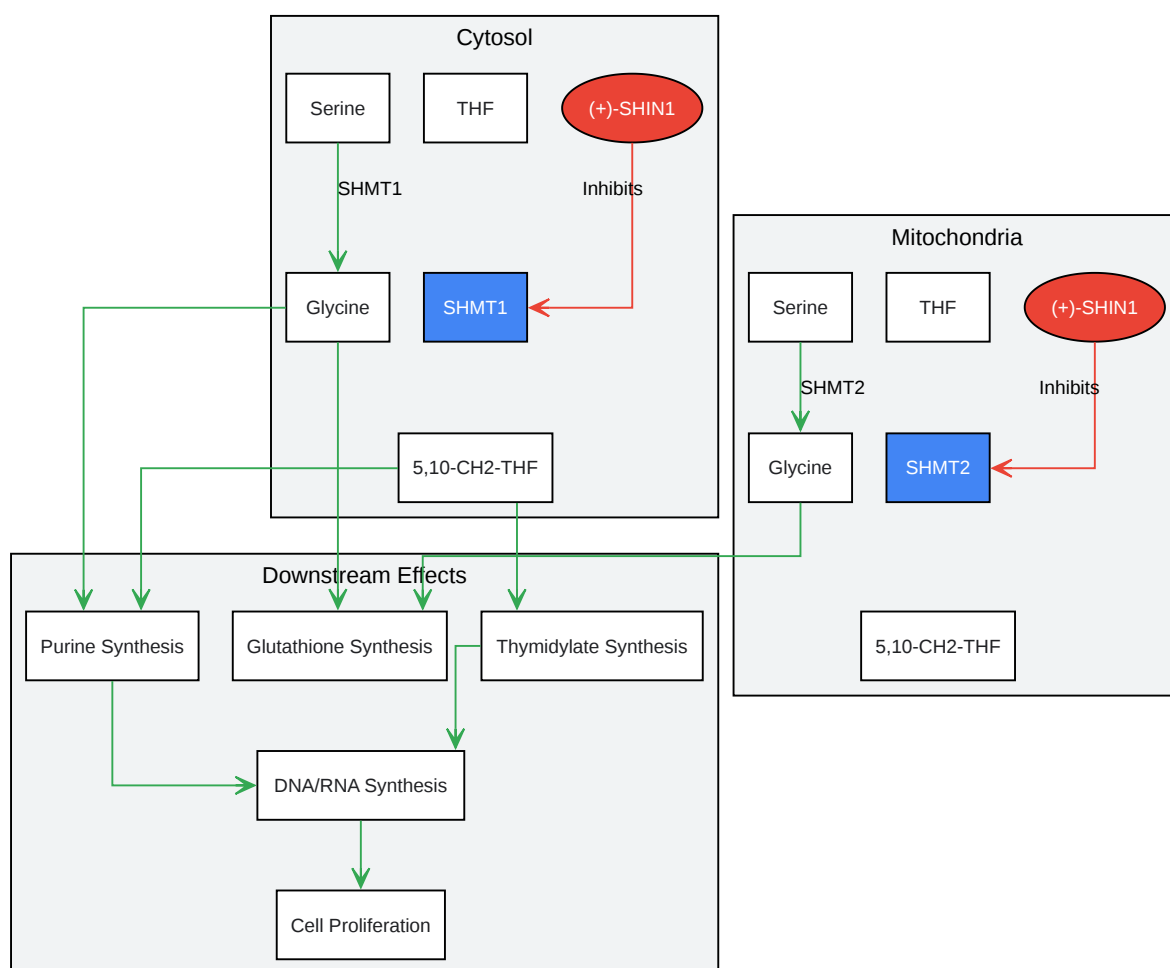 Cytosol
Serine
THF
(+)-SHIN1
SHMT1
Inhibits
Glycine
SHMT1
5,10-CH2-THF
Mitochondria
Serine
THF
(+)-SHIN1
SHMT2
Inhibits
Glycine
SHMT2
5,10-CH2-THF
Downstream Effects
Purine Synthesis
Glutathione Synthesis
Thymidylate Synthesis
DNA/RNA Synthesis
Cell Proliferation